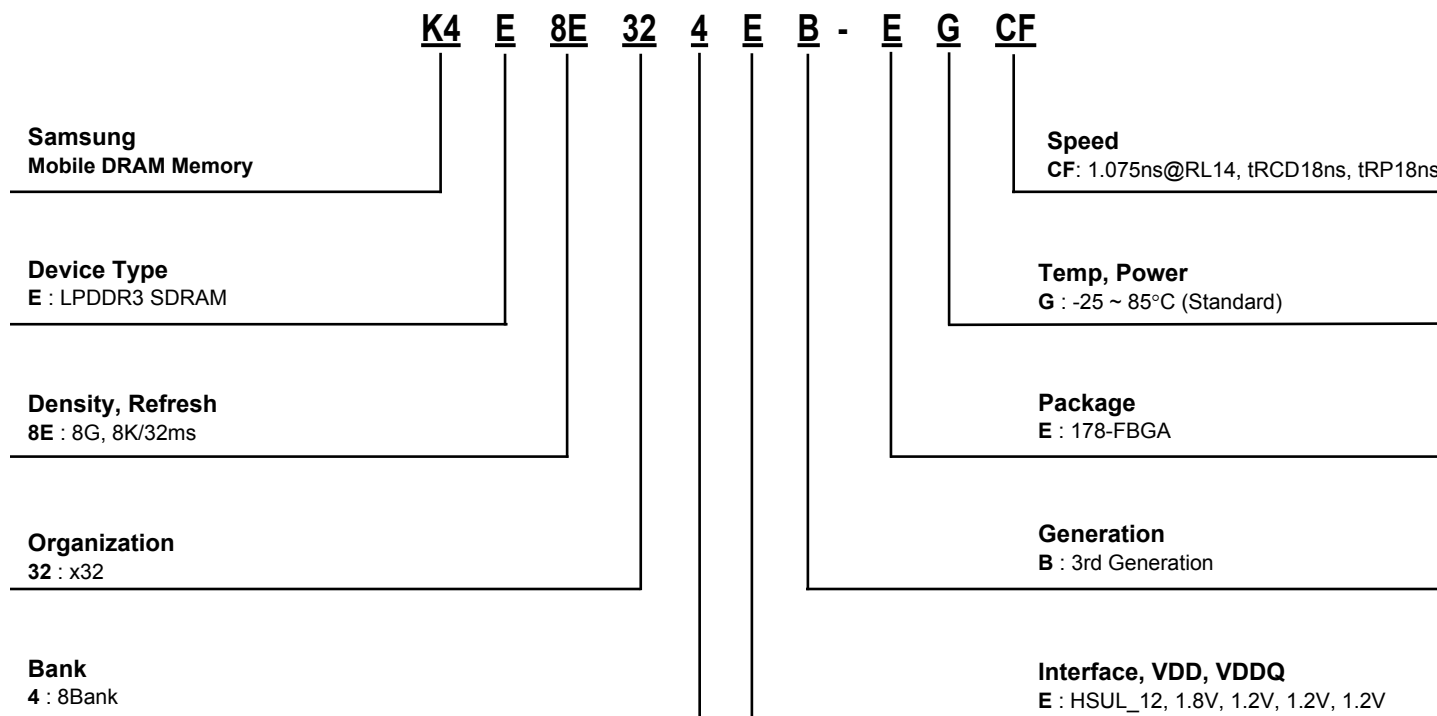 K4 E 8E 32 4 E B - E G CF
Samsung
Mobile DRAM Memory
Device Type
E : LPDDR3 SDRAM
Density, Refresh
8E : 8G, 8K/32ms
Organization
32 : x32
Bank
4 : 8Bank
Speed
CF: 1.075ns@RL14, tRCD18ns, tRP18ns
Temp, Power
G : -25 ~ 85°C (Standard)
Package
E : 178-FBGA
Generation
B : 3rd Generation
Interface, VDD, VDDQ
E : HSUL_12, 1.8V, 1.2V, 1.2V, 1.2V